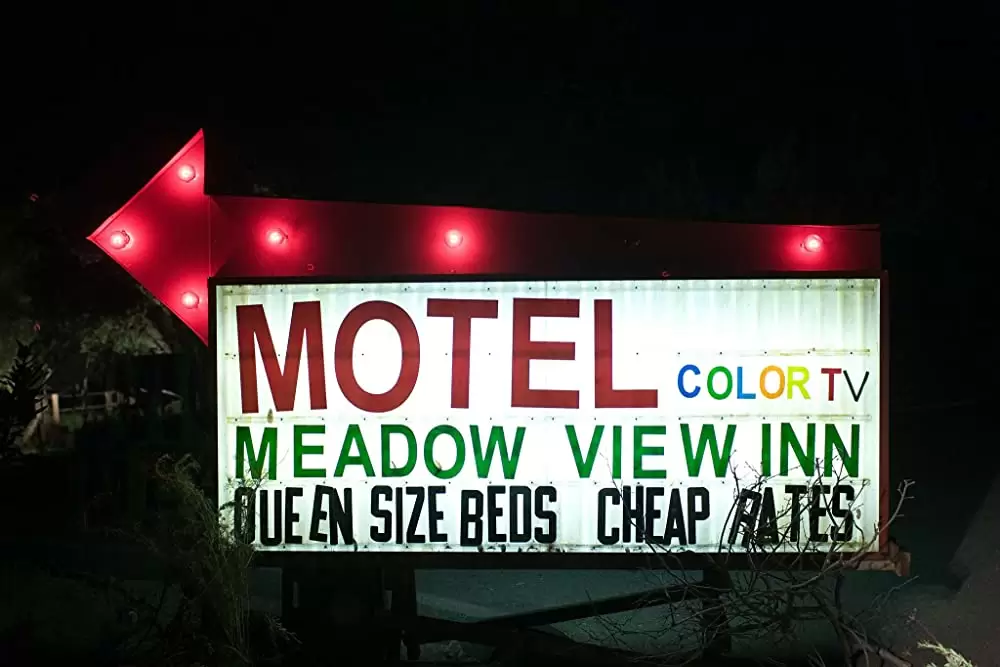 MOTEL COLOR TV
MEADOW VIEW INN
QUEEN SIZE BEDS CHEAP RATES